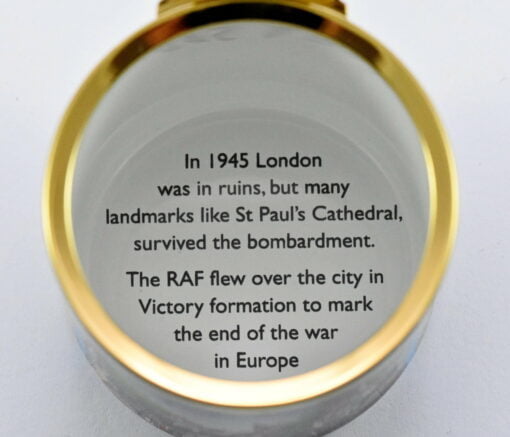 In 1945 London
was in ruins, but many
landmarks like St Paul's Cathedral,
survived the bombardment.
The RAF flew over the city in
Victory formation to mark
the end of the war
in Europe